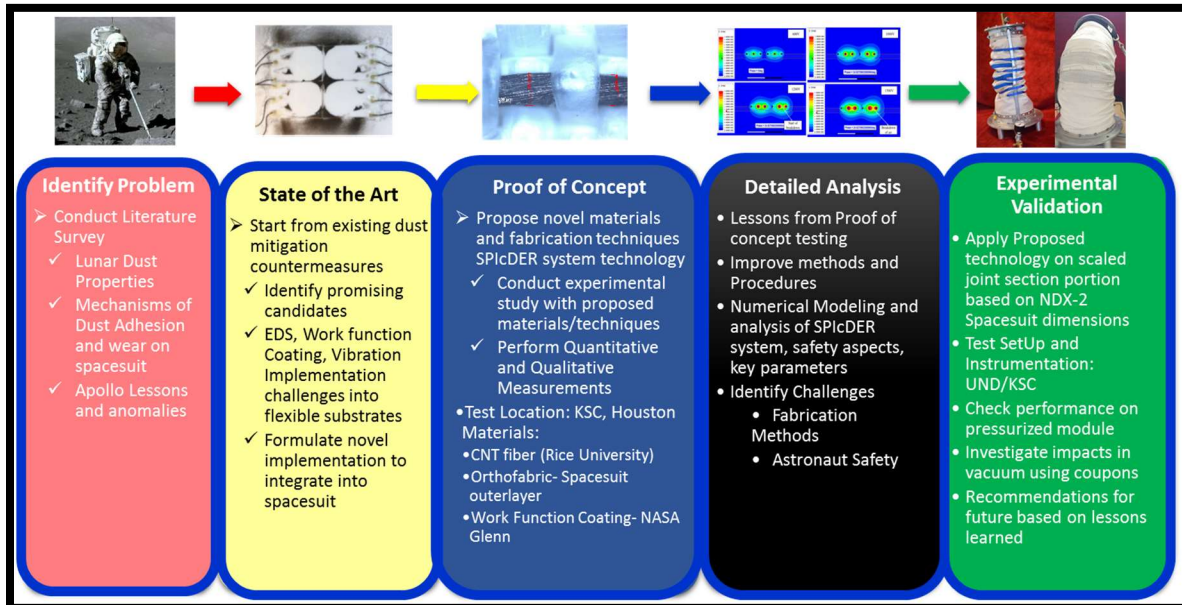 Identify Problem
➢ Conduct Literature
Survey
✓ Lunar Dust
Properties
✓ Mechanisms of
Dust Adhesion
and wear on
spacesuit
✓ Apollo Lessons
and anomalies
State of the Art
➢ Start from existing dust
mitigation
countermeasures
✓ Identify promising
candidates
✓ EDS, Work function
Coating, Vibration
Implementation
challenges into
flexible substrates
✓ Formulate novel
implementation to
integrate into
spacesuit
Proof of Concept
➢ Propose novel materials
and fabrication techniques
SPIcDER system technology
✓ Conduct experimental
study with proposed
materials/techniques
✓ Perform Quantitative
and Qualitative
Measurements
•Test Location: KSC, Houston
Materials:
•CNT fiber (Rice University)
•Orthofabric- Spacesuit
outerlayer
•Work Function Coating- NASA
Glenn
Detailed Analysis
• Lessons from Proof of
concept testing
• Improve methods and
Procedures
• Numerical Modeling and
analysis of SPIcDER
system, safety aspects,
key parameters
• Identify Challenges
• Fabrication
Methods
• Astronaut Safety
Experimental
Validation
• Apply Proposed
technology on scaled
joint section portion
based on NDX-2
Spacesuit dimensions
• Test SetUp and
Instrumentation:
UND/KSC
• Check performance on
pressurized module
• Investigate impacts in
vacuum using coupons
• Recommendations for
future based on lessons
learned